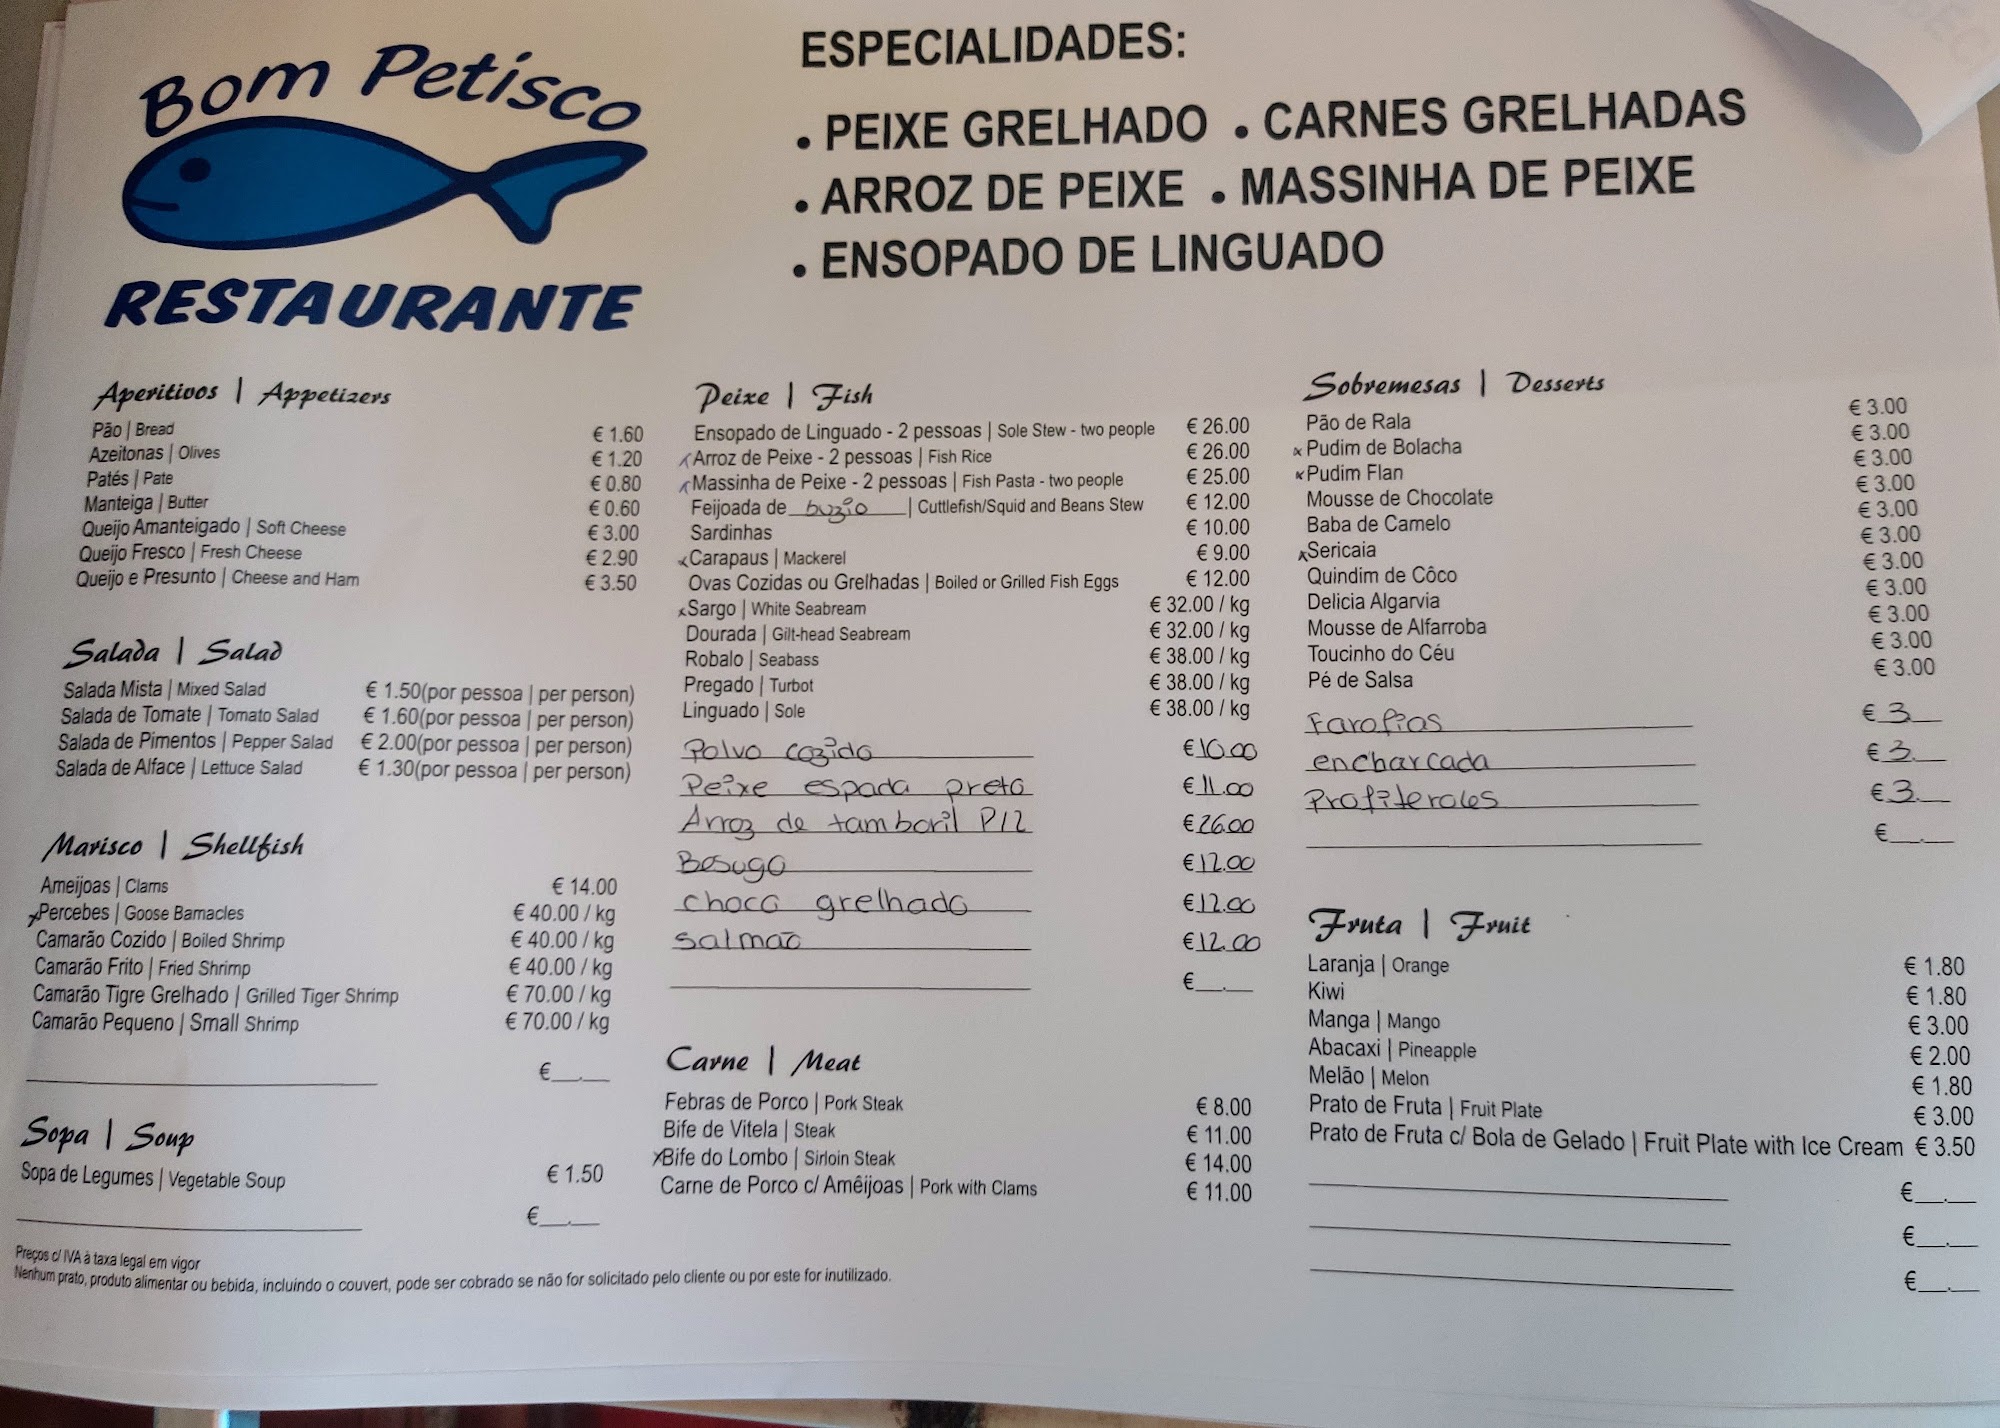 Bom Petisco
RESTAURANTE
ESPECIALIDADES:
• PEIXE GRELHADO • CARNES GRELHADAS
• ARROZ DE PEIXE • MASSINHA DE PEIXE
• ENSOPADO DE LINGUADO
Aperitivos | Appetizers
Pão | Bread € 1.60
Azeitonas | Olives € 1.20
Patés | Pate € 0.80
Manteiga | Butter € 0.60
Queijo Amanteigado | Soft Cheese € 3.00
Queijo Fresco | Fresh Cheese € 2.90
Queijo e Presunto | Cheese and Ham € 3.50
Salada | Salad
Salada Mista | Mixed Salad € 1.50(por pessoa | per person)
Salada de Tomate | Tomato Salad € 1.60(por pessoa | per person)
Salada de Pimentos | Pepper Salad € 2.00(por pessoa | per person)
Salada de Alface | Lettuce Salad € 1.30(por pessoa | per person)
Marisco | Shellfish
Ameijoas | Clams € 14.00
x Percebes | Goose Barnacles € 40.00 / kg
Camarão Cozido | Boiled Shrimp € 40.00 / kg
Camarão Frito | Fried Shrimp € 40.00 / kg
Camarão Tigre Grelhado | Grilled Tiger Shrimp € 70.00 / kg
Camarão Pequeno | Small Shrimp € 70.00 / kg
€__.__
Sopa | Soup
Sopa de Legumes | Vegetable Soup € 1.50
€__.__
Peixe | Fish
Ensopado de Linguado - 2 pessoas | Sole Stew - two people € 26.00
x Arroz de Peixe - 2 pessoas | Fish Rice € 26.00
x Massinha de Peixe - 2 pessoas | Fish Pasta - two people € 25.00
Feijoada de buzio | Cuttlefish/Squid and Beans Stew € 12.00
Sardinhas € 10.00
x Carapaus | Mackerel € 9.00
Ovas Cozidas ou Grelhadas | Boiled or Grilled Fish Eggs € 12.00
x Sargo | White Seabream € 32.00 / kg
Dourada | Gilt-head Seabream € 32.00 / kg
Robalo | Seabass € 38.00 / kg
Pregado | Turbot € 38.00 / kg
Linguado | Sole € 38.00 / kg
Polvo cozido €10.00
Peixe espada preto €11.00
Arroz de tamboril P/2 €26.00
Besugo €12.00
choco grelhado €12.00
salmão €12.00
€__.__
Carne | Meat
Febras de Porco | Pork Steak € 8.00
Bife de Vitela | Steak € 11.00
x Bife do Lombo | Sirloin Steak € 14.00
Carne de Porco c/ Amêijoas | Pork with Clams € 11.00
Sobremesas | Desserts
Pão de Rala € 3.00
x Pudim de Bolacha € 3.00
x Pudim Flan € 3.00
Mousse de Chocolate € 3.00
Baba de Camelo € 3.00
x Sericaia € 3.00
Quindim de Côco € 3.00
Delicia Algarvia € 3.00
Mousse de Alfarroba € 3.00
Toucinho do Céu € 3.00
Pé de Salsa € 3.00
Farofias € 3.
encharcada € 3.
Profiteroles € 3.
€__.__
Fruta | Fruit
Laranja | Orange € 1.80
Kiwi € 1.80
Manga | Mango € 3.00
Abacaxi | Pineapple € 2.00
Melão | Melon € 1.80
Prato de Fruta | Fruit Plate € 3.00
Prato de Fruta c/ Bola de Gelado | Fruit Plate with Ice Cream € 3.50
€__.__
€__.__
€__.__
Preços c/ IVA à taxa legal em vigor
Nenhum prato, produto alimentar ou bebida, incluindo o couvert, pode ser cobrado se não for solicitado pelo cliente ou por este for inutilizado.